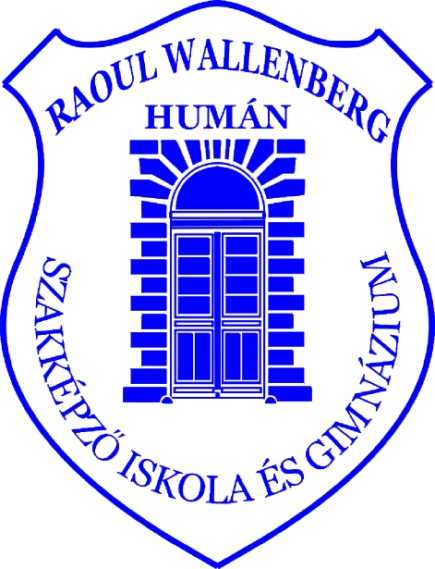 RAOUL WALLENBERG
HUMÁN
SZAKKÉPZŐ ISKOLA ÉS GIMNÁZIUM